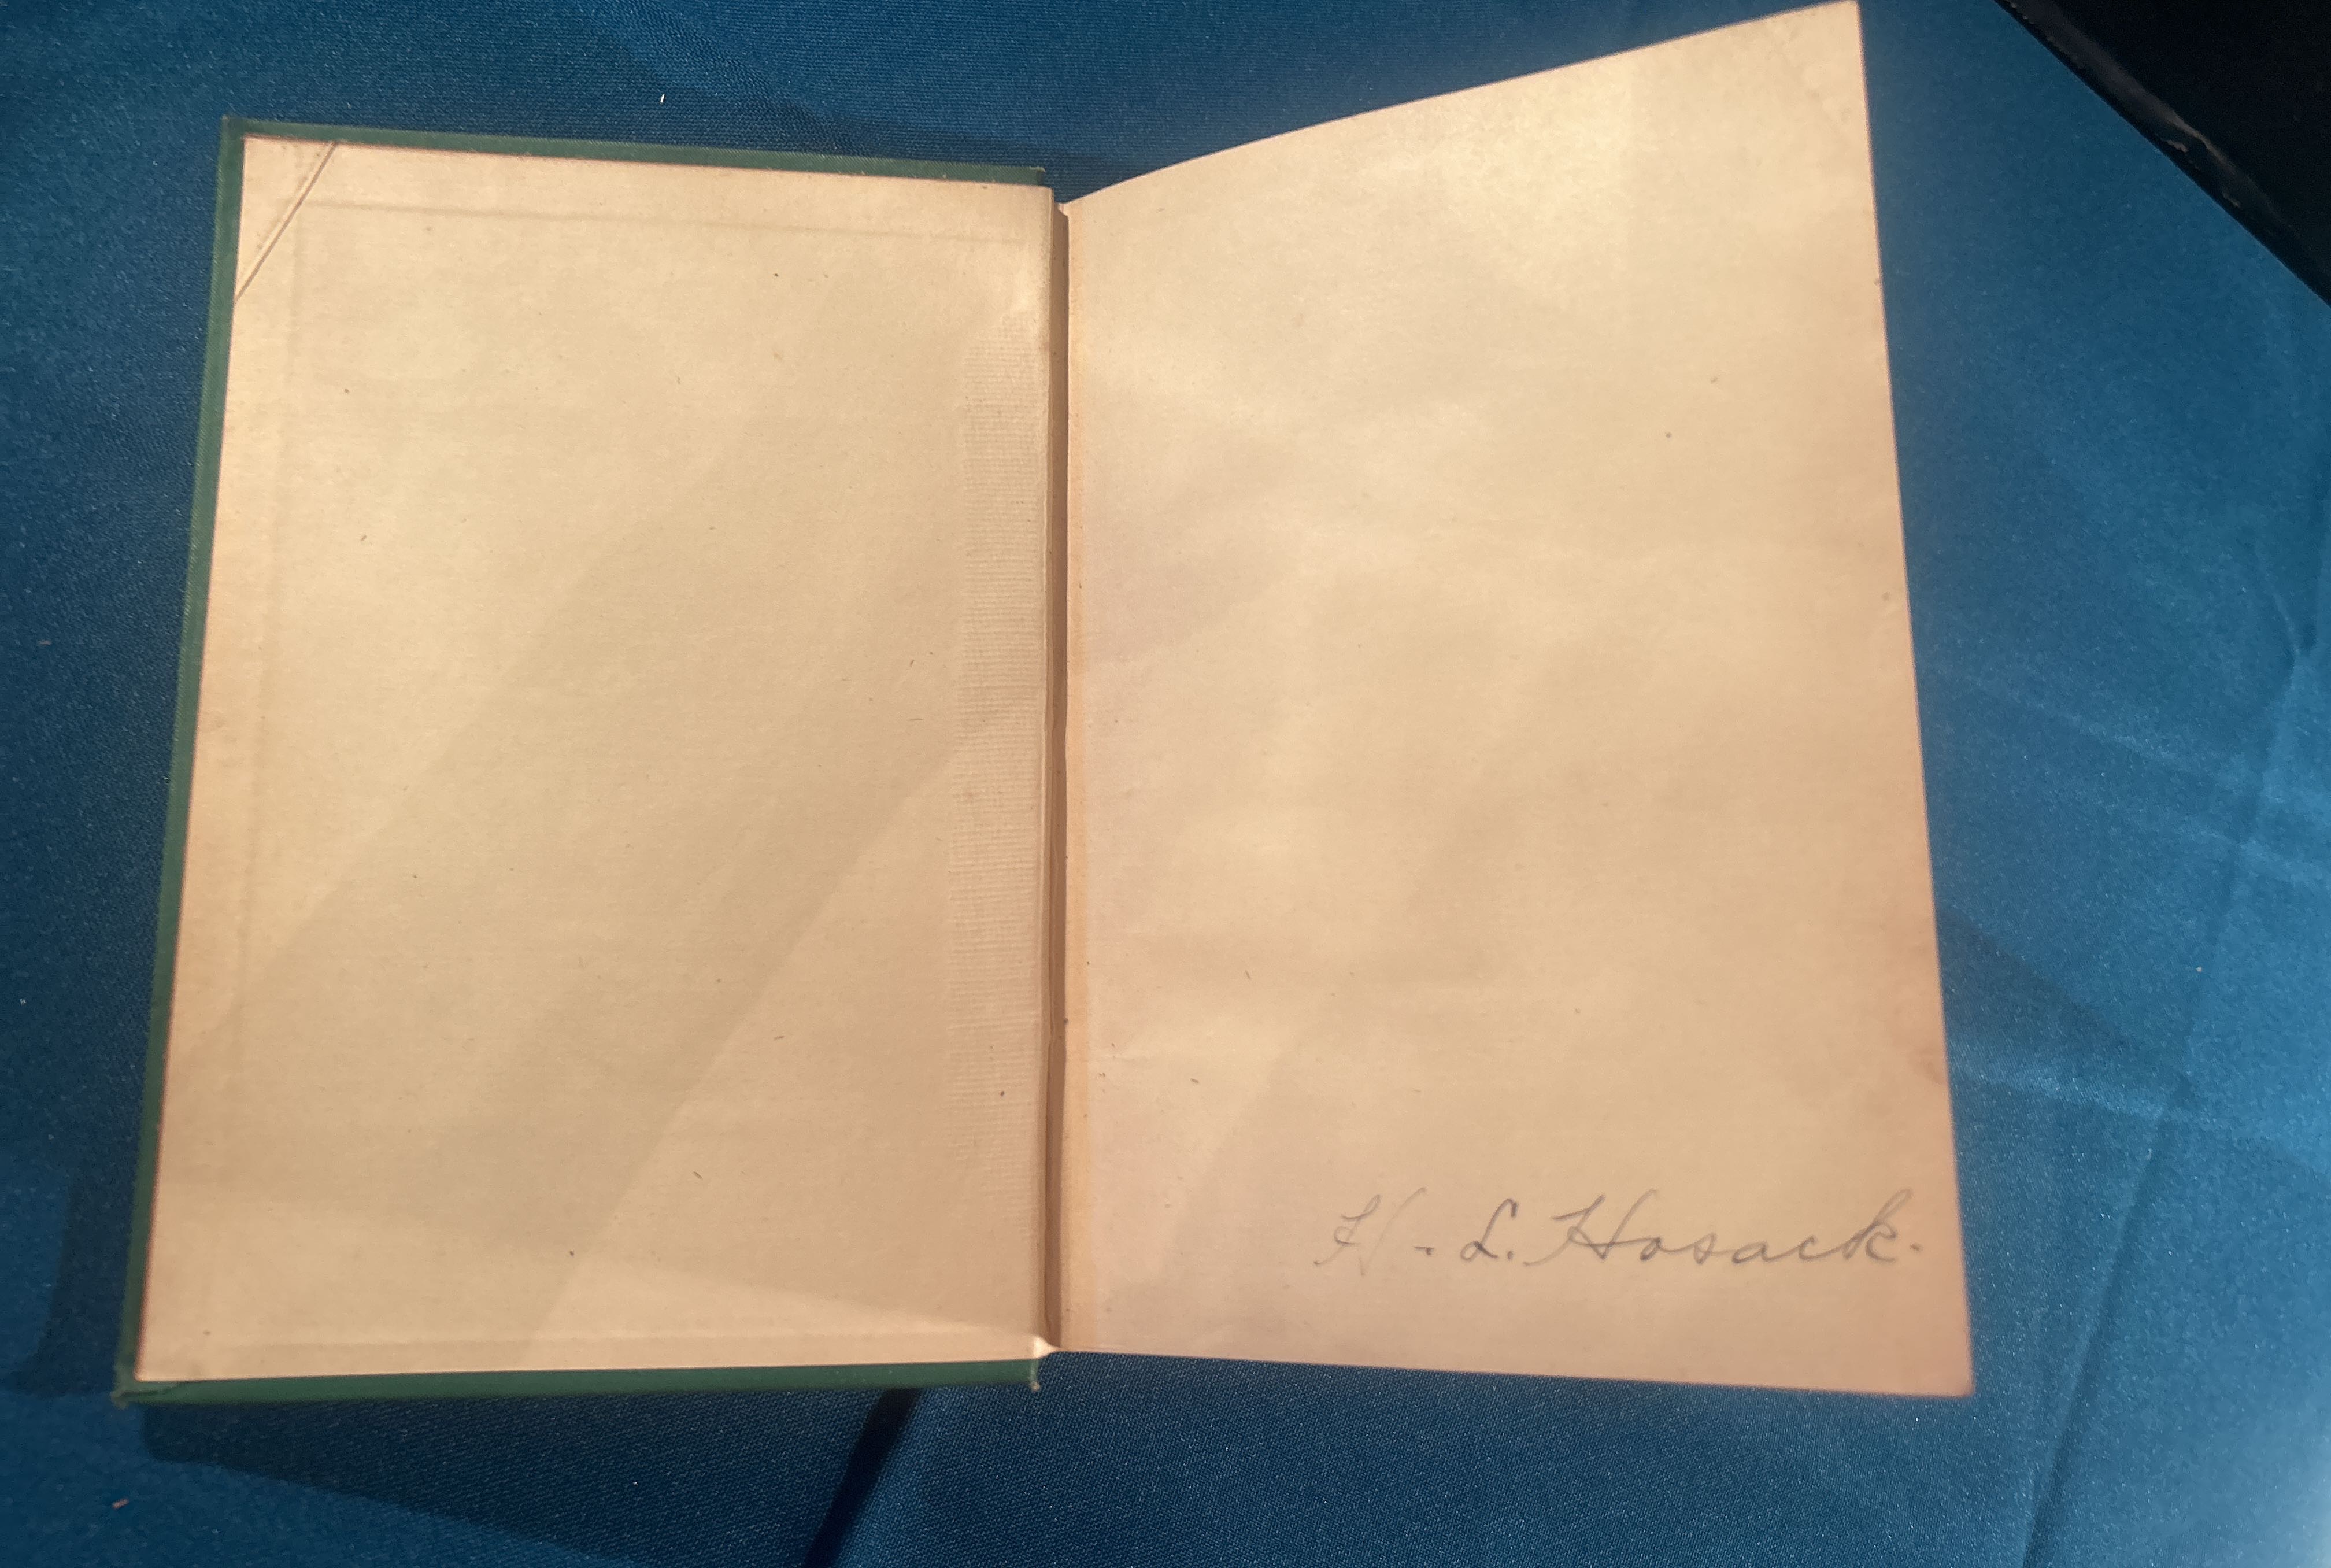 H. L. Hosack.